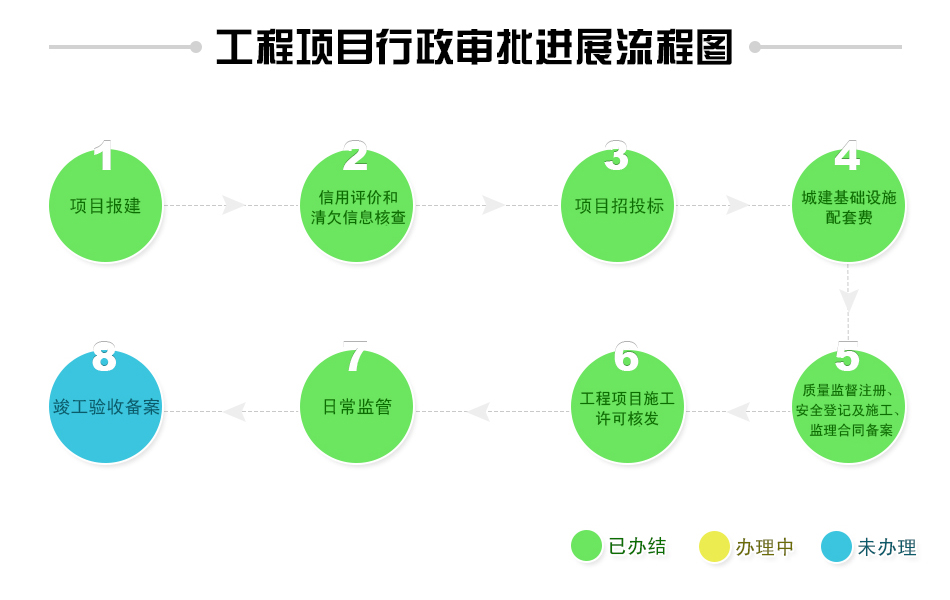 工程项目行政审批进展流程图
1
项目报建
2
信用评价和
清欠信息核查
3
项目招投标
4
城建基础设施
配套费
5
质量监督注册、
安全登记及施工、
监理合同备案
6
工程项目施工
许可核发
7
日常监管
8
竣工验收备案
已办结
办理中
未办理